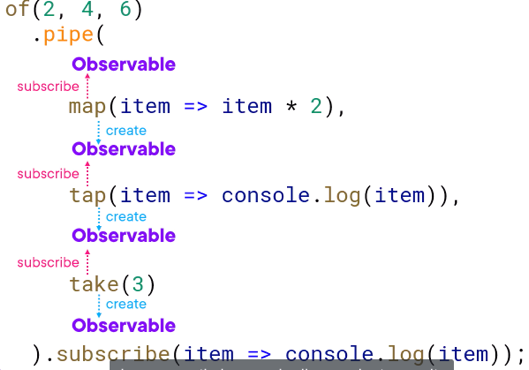 of(2, 4, 6)
.pipe(
Observable
subscribe
map(item => item * 2),
create
Observable
subscribe
tap(item => console.log(item)),
create
Observable
subscribe
take(3)
create
Observable
).subscribe(item => console.log(item));